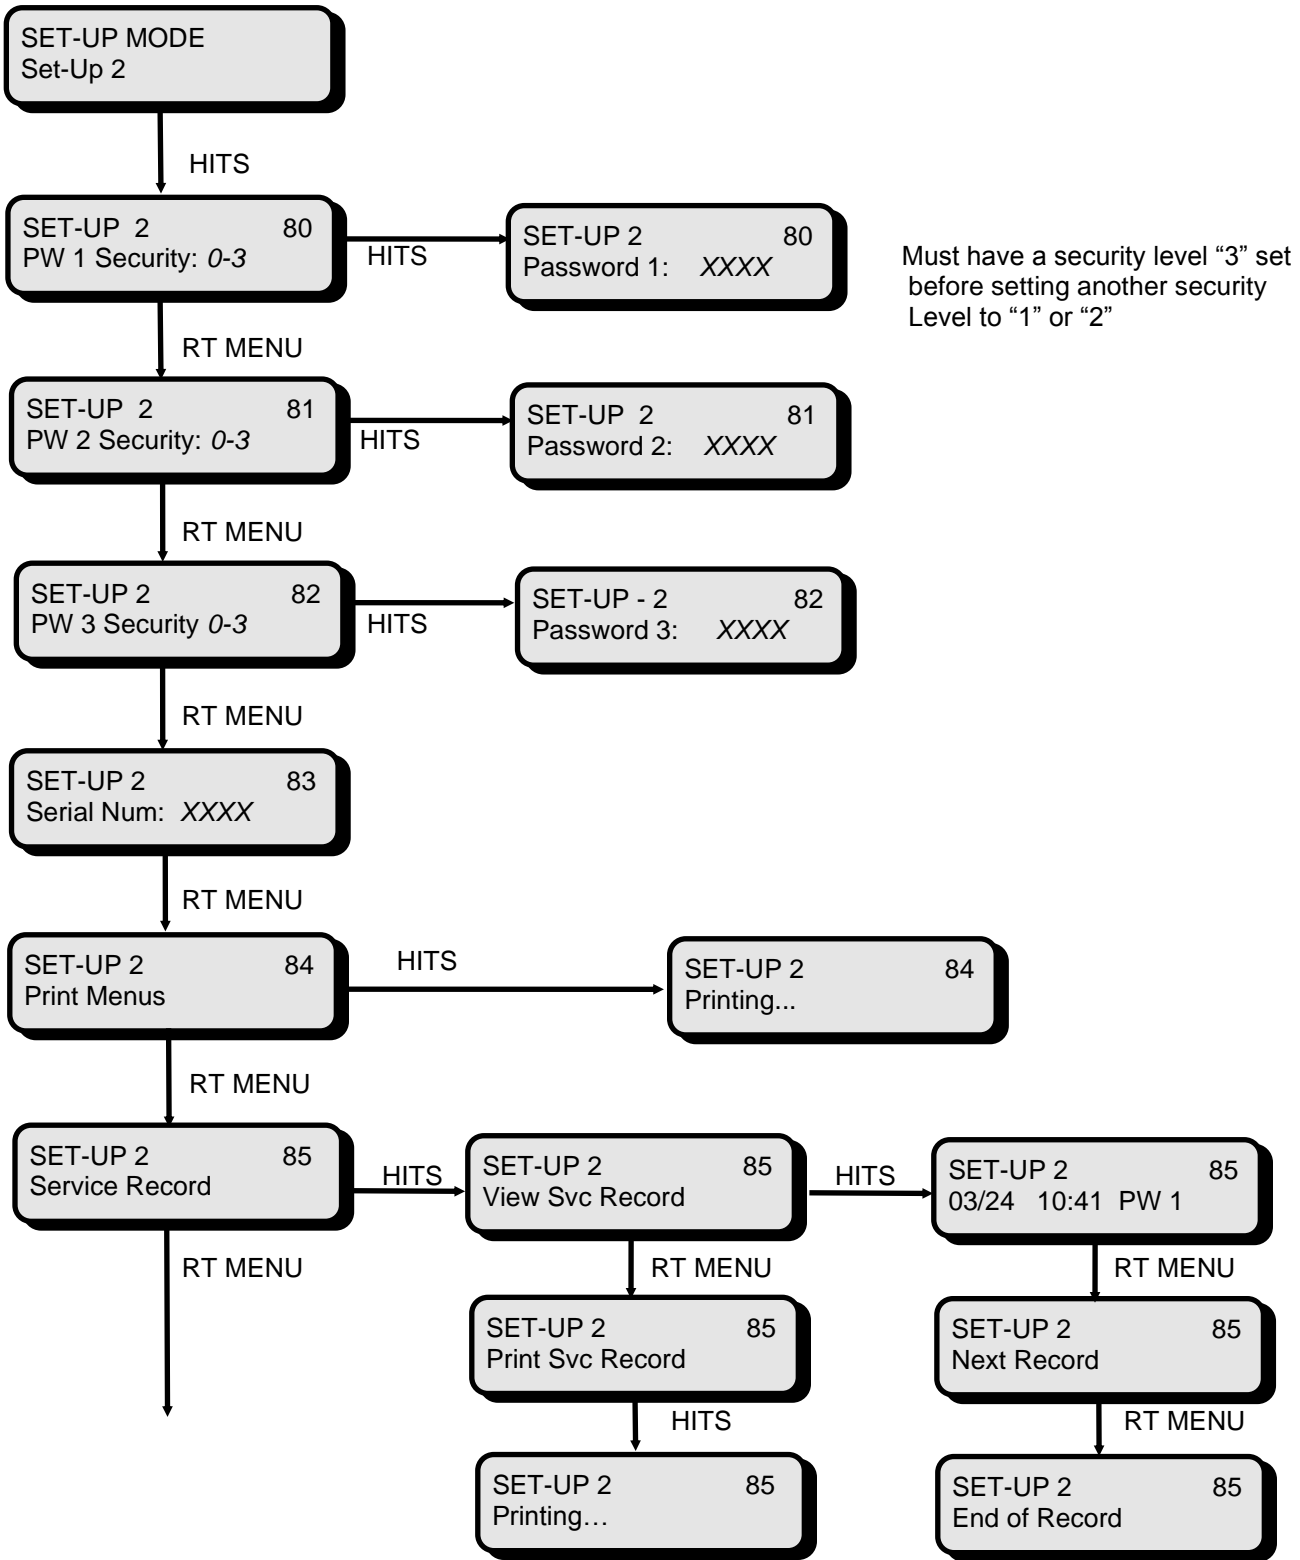 SET-UP MODE
Set-Up 2
HITS
SET-UP 2 80
PW 1 Security: 0-3
HITS
SET-UP 2 80
Password 1: XXXX
Must have a security level “3” set
before setting another security
Level to “1” or “2”
RT MENU
SET-UP 2 81
PW 2 Security: 0-3
HITS
SET-UP 2 81
Password 2: XXXX
RT MENU
SET-UP 2 82
PW 3 Security 0-3
HITS
SET-UP - 2 82
Password 3: XXXX
RT MENU
SET-UP 2 83
Serial Num: XXXX
RT MENU
SET-UP 2 84
Print Menus
HITS
SET-UP 2 84
Printing...
RT MENU
SET-UP 2 85
Service Record
HITS
SET-UP 2 85
View Svc Record
HITS
SET-UP 2 85
03/24 10:41 PW 1
RT MENU
RT MENU
RT MENU
SET-UP 2 85
Print Svc Record
SET-UP 2 85
Next Record
HITS
RT MENU
SET-UP 2 85
Printing…
SET-UP 2 85
End of Record